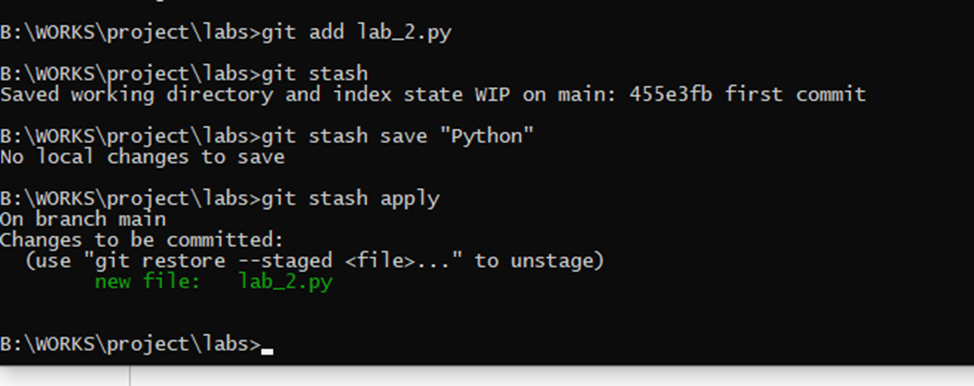 B:\WORKS\project\labs>git add lab_2.py
B:\WORKS\project\labs>git stash
Saved working directory and index state WIP on main: 455e3fb first commit
B:\WORKS\project\labs>git stash save "Python"
No local changes to save
B:\WORKS\project\labs>git stash apply
On branch main
Changes to be committed:
  (use "git restore --staged <file>..." to unstage)
        new file:   lab_2.py
B:\WORKS\project\labs>